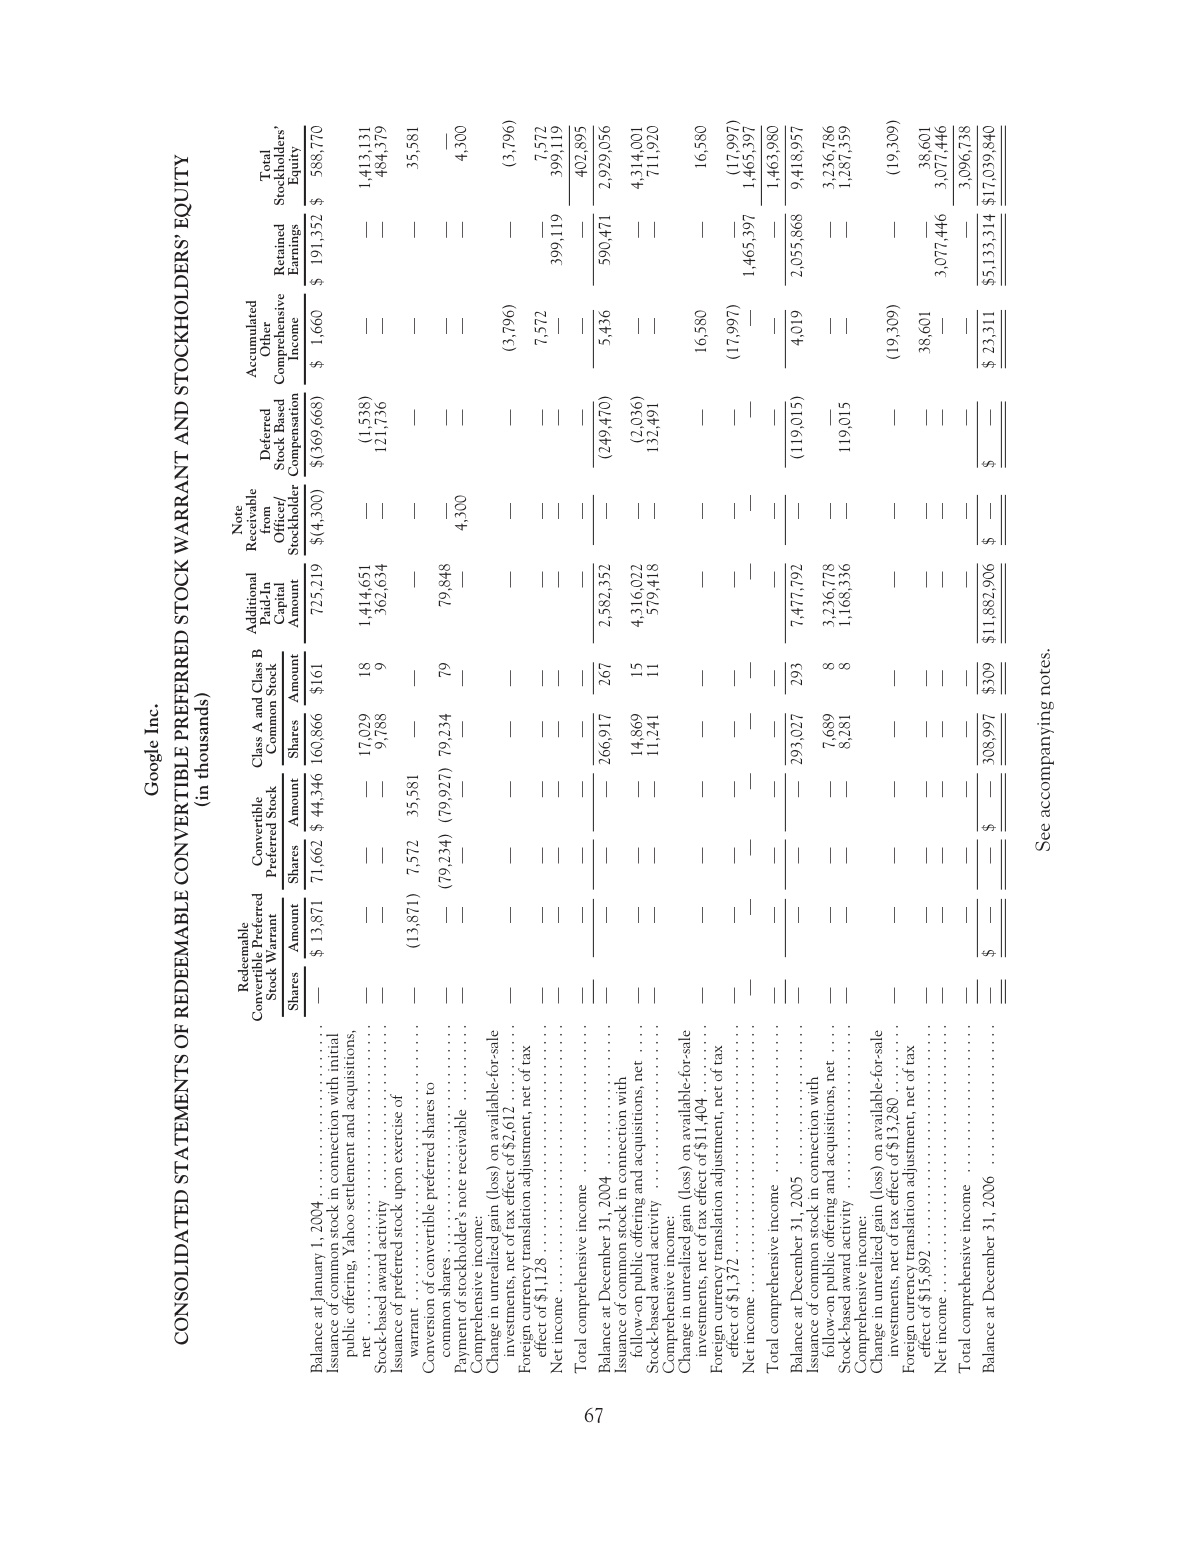 Google Inc.
CONSOLIDATED STATEMENTS OF REDEEMABLE CONVERTIBLE PREFERRED STOCK WARRANT AND STOCKHOLDERS' EQUITY
(in thousands)
Redeemable Convertible Preferred Stock Warrant Convertible Preferred Stock Class A and Class B Common Stock Additional Paid-In Capital Note Receivable from Officer/ Stockholder Deferred Stock Based Compensation Accumulated Other Comprehensive Income Retained Earnings Total Stockholders' Equity
Shares Amount Shares Amount Shares Amount Amount
Balance at January 1, 2004 . . . . . . . . . . . . . . . . . . . . . — $ 13,871 71,662 $ 44,346 160,866 $161 725,219 $(4,300) $(369,668) $ 1,660 $ 191,352 $ 588,770
Issuance of common stock in connection with initial
public offering, Yahoo settlement and acquisitions,
net . . . . . . . . . . . . . . . . . . . . . — — — — 17,029 18 1,414,651 — (1,538) — — 1,413,131
Stock-based award activity . . . . . . . . . . . . . . . . — — — — 9,788 9 362,634 — 121,736 — — 484,379
Issuance of preferred stock upon exercise of
warrant . . . . . . . . . . . . . . . . . . . . . — (13,871) 7,572 35,581 — — — — — — — 35,581
Conversion of convertible preferred shares to
common shares . . . . . . . . . . . . . . . . . . . . . — — (79,234) (79,927) 79,234 79 79,848 — — — — —
Payment of stockholder's note receivable . . . . . . . . . — — — — — — — 4,300 — — — 4,300
Comprehensive income:
Change in unrealized gain (loss) on available-for-sale
investments, net of tax effect of $2,612 . . . . . . . . . — — — — — — — — — (3,796) — (3,796)
Foreign currency translation adjustment, net of tax
effect of $1,128 . . . . . . . . . . . . . . . . . . . . . — — — — — — — — — 7,572 — 7,572
Net income . . . . . . . . . . . . . . . . . . . . . — — — — — — — — — — 399,119 399,119
Total comprehensive income . . . . . . . . . . . . . . . — — — — — — — — — — — 402,895
Balance at December 31, 2004 . . . . . . . . . . . . . . . — — — — 266,917 267 2,582,352 — (249,470) 5,436 590,471 2,929,056
Issuance of common stock in connection with
follow-on public offering and acquisitions, net . . . . — — — — 14,869 15 4,316,022 — (2,036) — — 4,314,001
Stock-based award activity . . . . . . . . . . . . . . . . — — — — 11,241 11 579,418 — 132,491 — — 711,920
Comprehensive income:
Change in unrealized gain (loss) on available-for-sale
investments, net of tax effect of $11,404 . . . . . . . . — — — — — — — — — 16,580 — 16,580
Foreign currency translation adjustment, net of tax
effect of $1,372 . . . . . . . . . . . . . . . . . . . . . — — — — — — — — — (17,997) — (17,997)
Net income . . . . . . . . . . . . . . . . . . . . . — — — — — — — — — — 1,465,397 1,465,397
Total comprehensive income . . . . . . . . . . . . . . . — — — — — — — — — — — 1,463,980
Balance at December 31, 2005 . . . . . . . . . . . . . . . — — — — 293,027 293 7,477,792 — (119,015) 4,019 2,055,868 9,418,957
Issuance of common stock in connection with
follow-on public offering and acquisitions, net . . . . — — — — 7,689 8 3,236,778 — — — — 3,236,786
Stock-based award activity . . . . . . . . . . . . . . . . — — — — 8,281 8 1,168,336 — 119,015 — — 1,287,359
Comprehensive income:
Change in unrealized gain (loss) on available-for-sale
investments, net of tax effect of $13,280 . . . . . . . . — — — — — — — — — (19,309) — (19,309)
Foreign currency translation adjustment, net of tax
effect of $15,892 . . . . . . . . . . . . . . . . . . . . . — — — — — — — — — 38,601 — 38,601
Net income . . . . . . . . . . . . . . . . . . . . . — — — — — — — — — — 3,077,446 3,077,446
Total comprehensive income . . . . . . . . . . . . . . . — — — — — — — — — — — 3,096,738
Balance at December 31, 2006 . . . . . . . . . . . . . . . — $ — — $ — 308,997 $309 $11,882,906 $ — $ — $ 23,311 $5,133,314 $17,039,840
See accompanying notes.
67